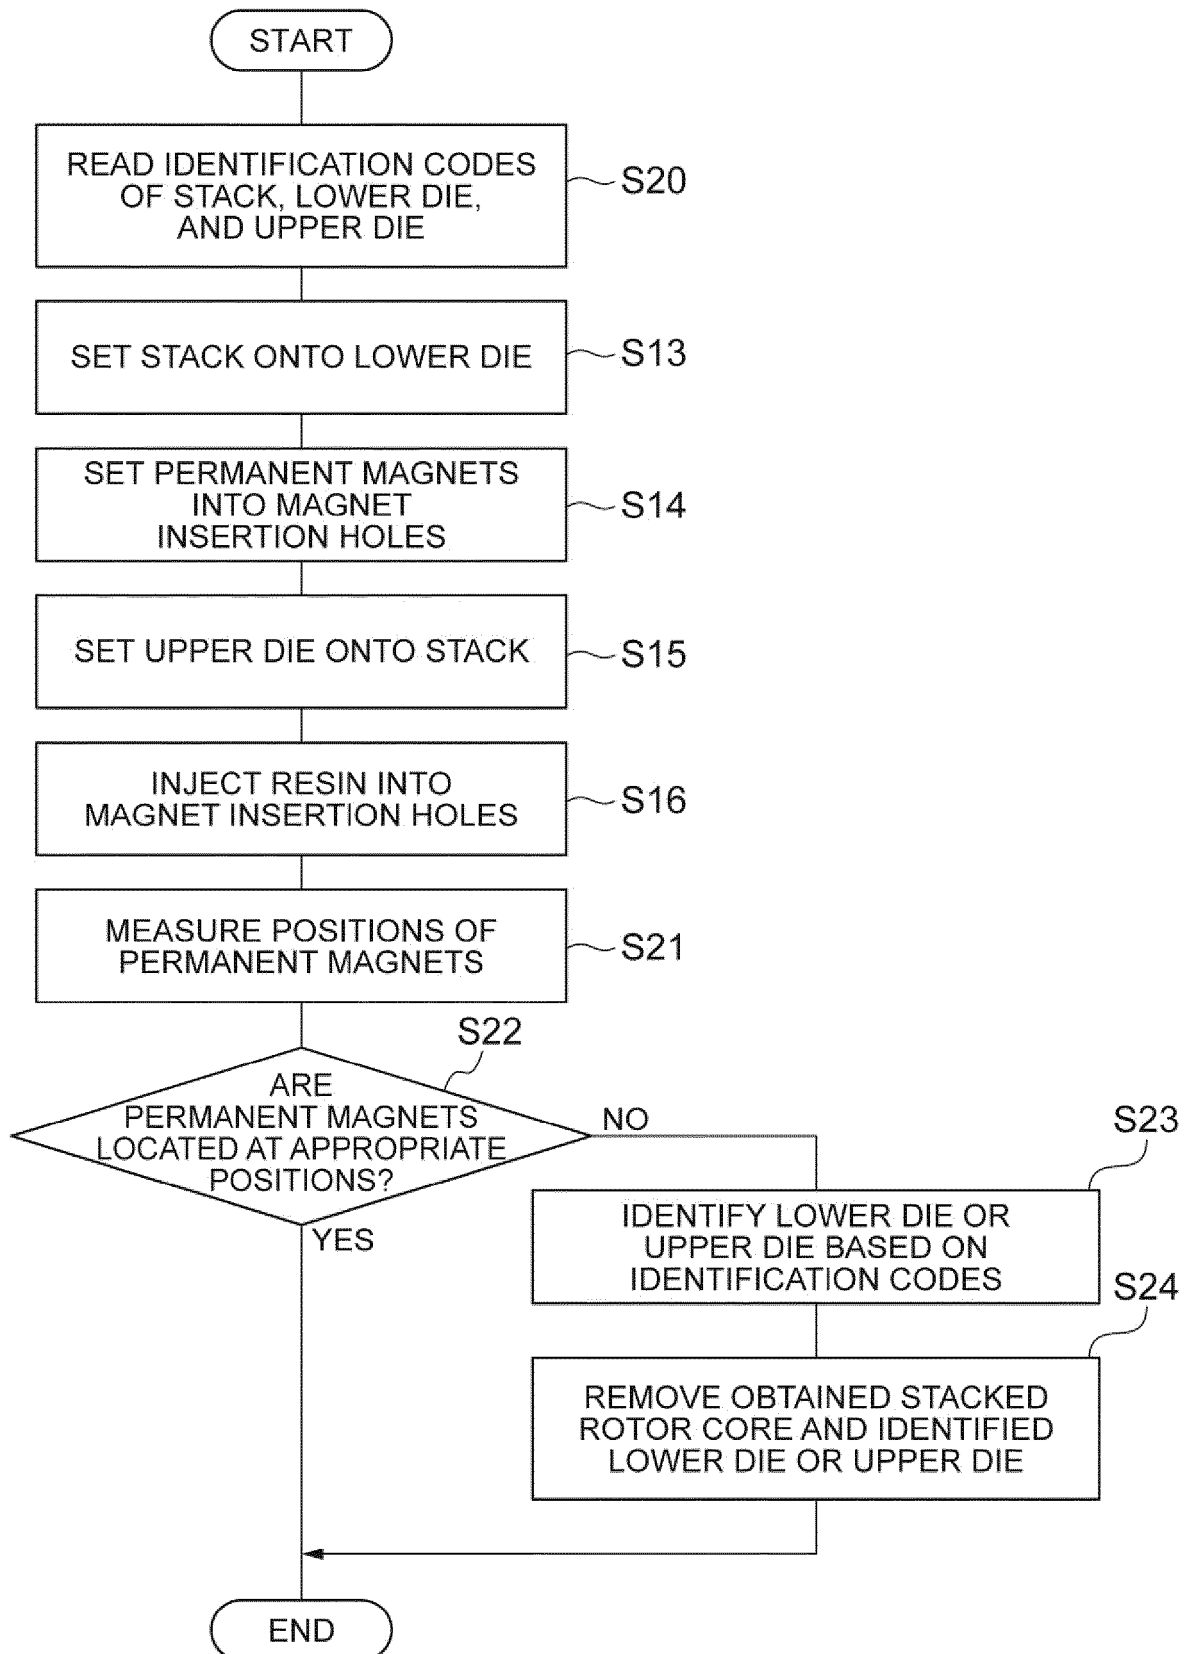 START
READ IDENTIFICATION CODES
OF STACK, LOWER DIE,
AND UPPER DIE
S20
SET STACK ONTO LOWER DIE
S13
SET PERMANENT MAGNETS
INTO MAGNET
INSERTION HOLES
S14
SET UPPER DIE ONTO STACK
S15
INJECT RESIN INTO
MAGNET INSERTION HOLES
S16
MEASURE POSITIONS OF
PERMANENT MAGNETS
S21
S22
ARE
PERMANENT MAGNETS
LOCATED AT APPROPRIATE
POSITIONS?
NO
YES
S23
IDENTIFY LOWER DIE OR
UPPER DIE BASED ON
IDENTIFICATION CODES
S24
REMOVE OBTAINED STACKED
ROTOR CORE AND IDENTIFIED
LOWER DIE OR UPPER DIE
END